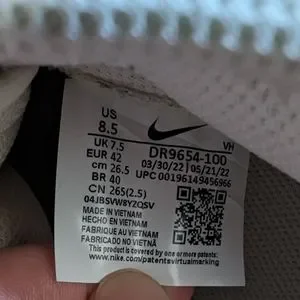 US
8.5
VH
UK 7.5
DR9654-100
EUR 42
03/30/22 05/21/22
cm 26.5
UPC 00196149456966
BR 40
CN 265(2.5)
04JBSVW8YZQSV
MADE IN VIETNAM
HECHO EN VIETNAM
FABRIQUE AU VIETNAM
FABRICADO NO VIETNÃ
This product is covered by one or more patents:
www.nike.com/patentsvirtualmarking